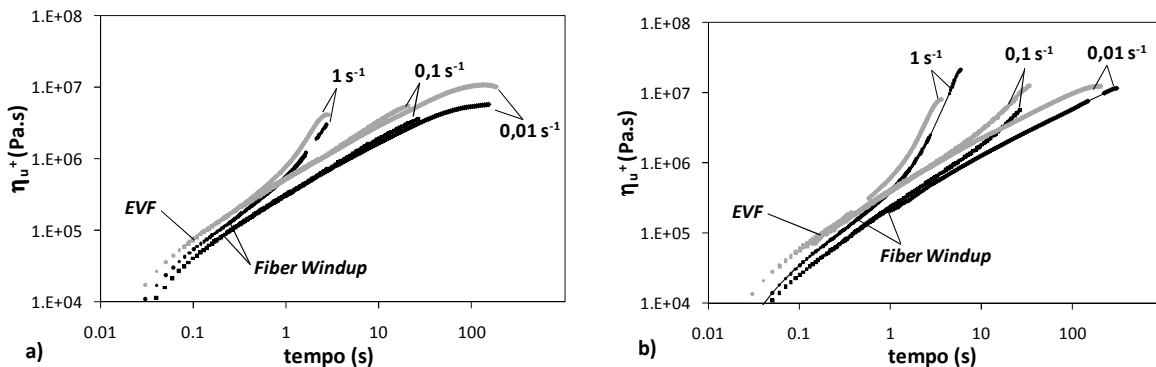 1.E+08
1.E+07
1.E+06
1.E+05
1.E+04
ηu⁺ (Pa.s)
1 s⁻¹
0,1 s⁻¹
0,01 s⁻¹
EVF
Fiber Windup
0.01 0.1 1 10 100
tempo (s)
a)
1.E+08
1.E+07
1.E+06
1.E+05
1.E+04
ηu⁺ (Pa.s)
1 s⁻¹
0,1 s⁻¹
0,01 s⁻¹
EVF
Fiber Windup
0.01 0.1 1 10 100
tempo (s)
b)